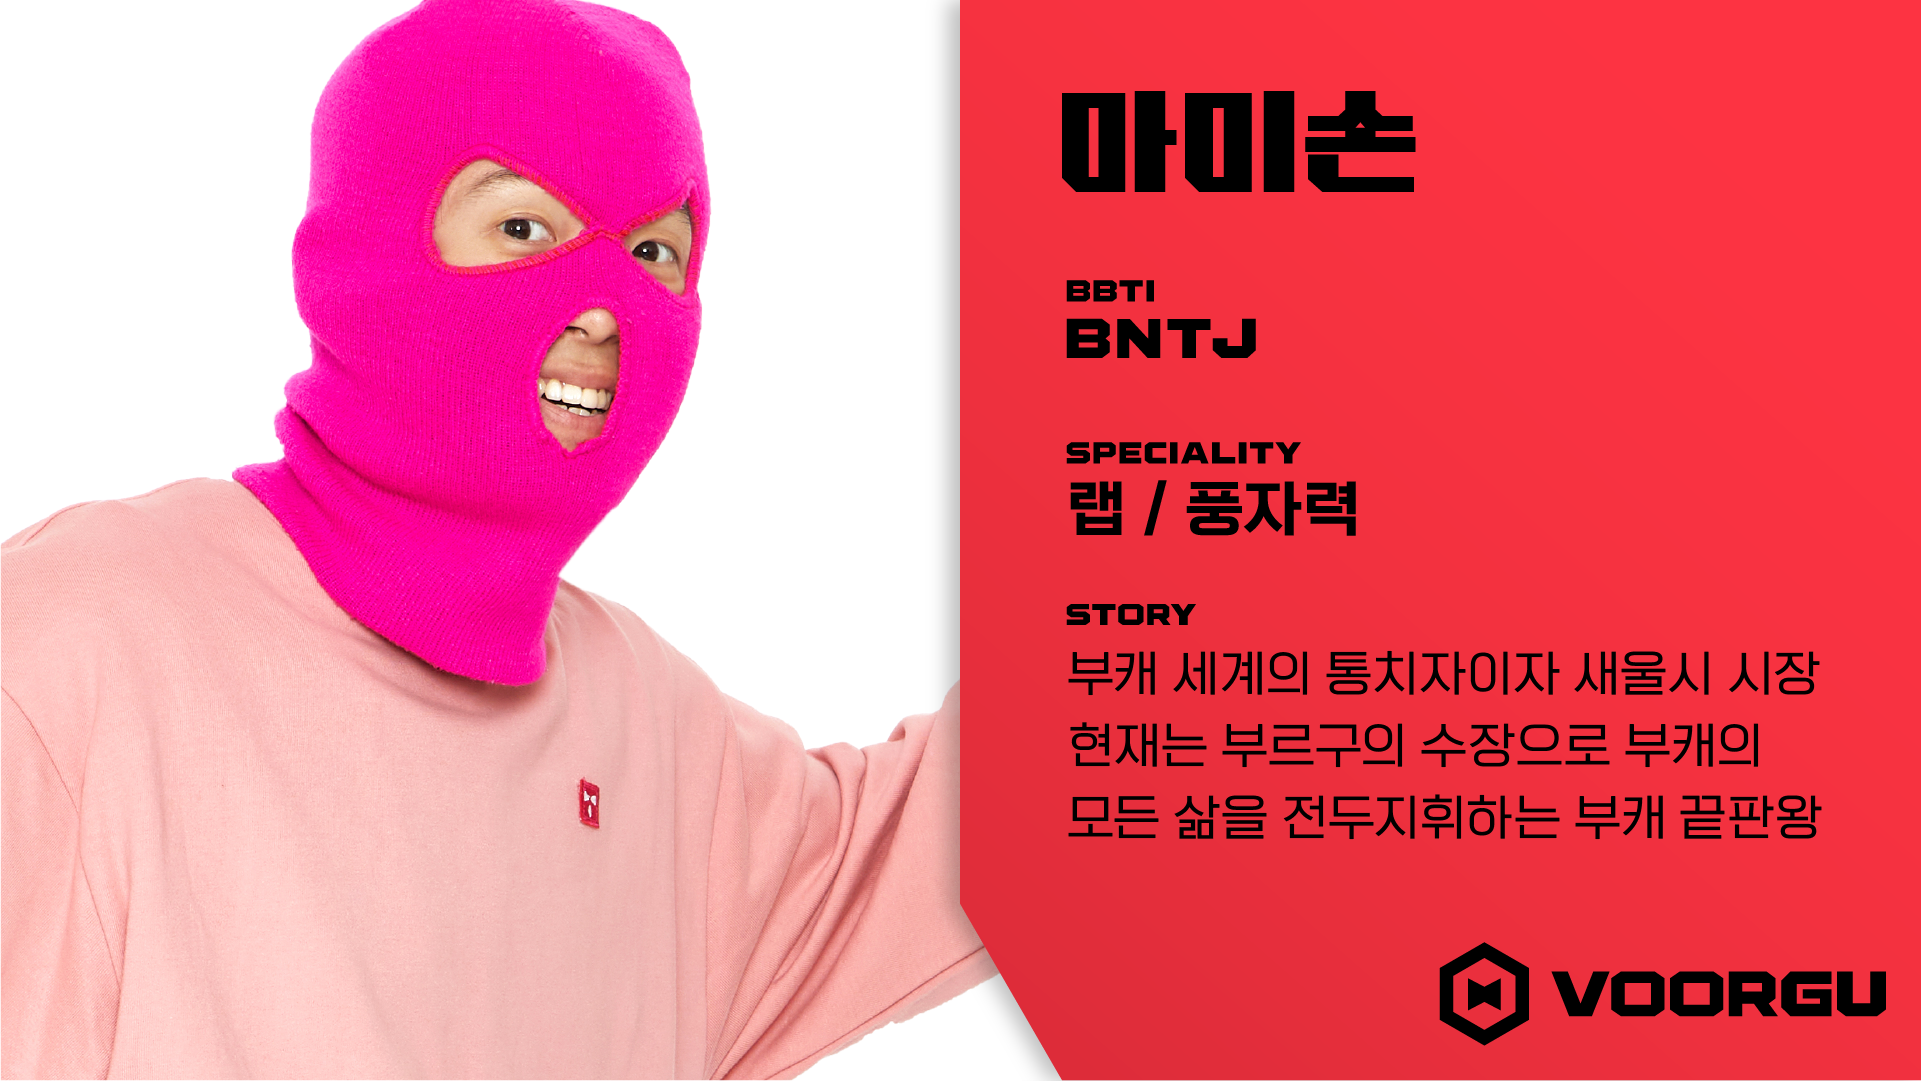 마미손
BBTI
BNTJ
SPECIALITY
랩 / 풍자력
STORY
부캐 세계의 통치자이자 새울시 시장
현재는 부르구의 수장으로 부캐의
모든 삶을 전두지휘하는 부캐 끝판왕
VOORGU